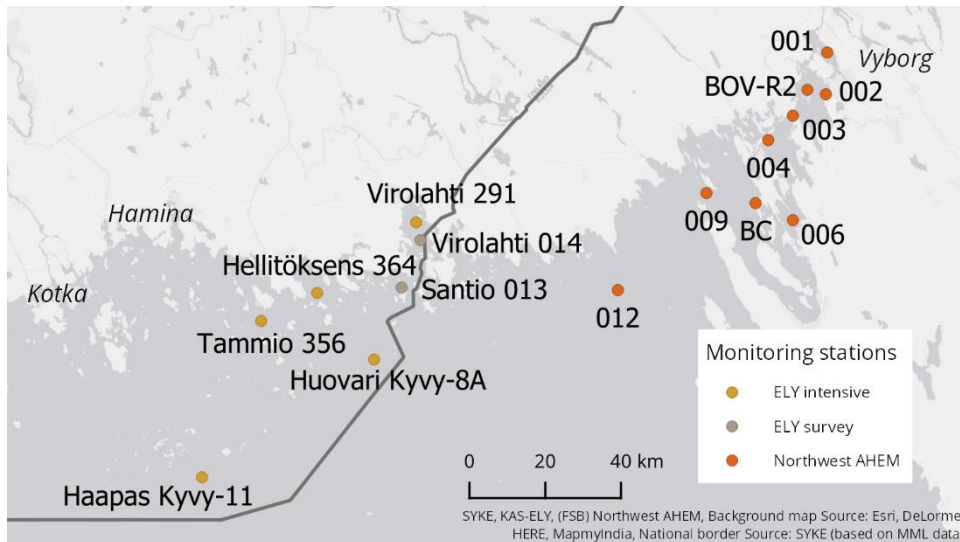 001
Vyborg
BOV-R2
002
003
004
Virolahti 291
Hamina
009
BC
006
Virolahti 014
Hellitöksens 364
Kotka
Santio 013
012
Tammio 356
Huovari Kyvy-8A
Haapas Kyvy-11
Monitoring stations
ELY intensive
ELY survey
Northwest AHEM
0 20 40 km
SYKE, KAS-ELY, (FSB) Northwest AHEM, Background map Source: Esri, DeLorme
HERE, MapmyIndia, National border Source: SYKE (based on MML data